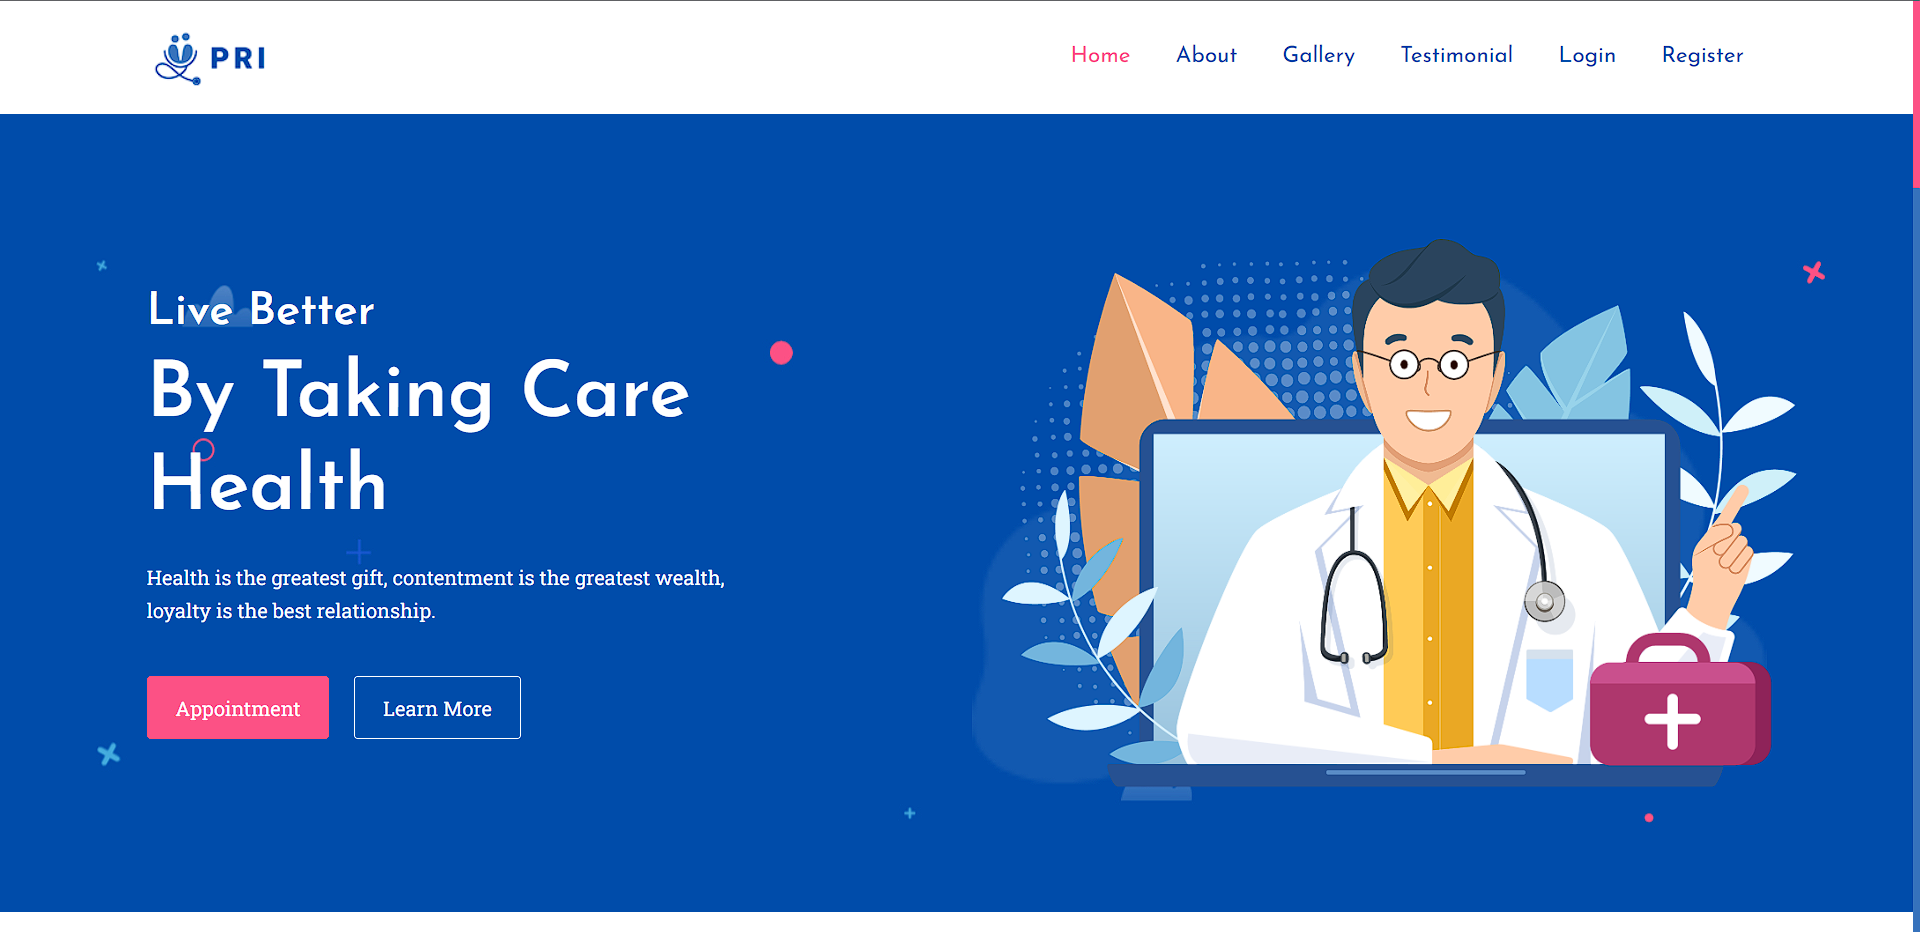 PRI
Home About Gallery Testimonial Login Register
Live Better
By Taking Care
Health
Health is the greatest gift, contentment is the greatest wealth,
loyalty is the best relationship.
Appointment Learn More